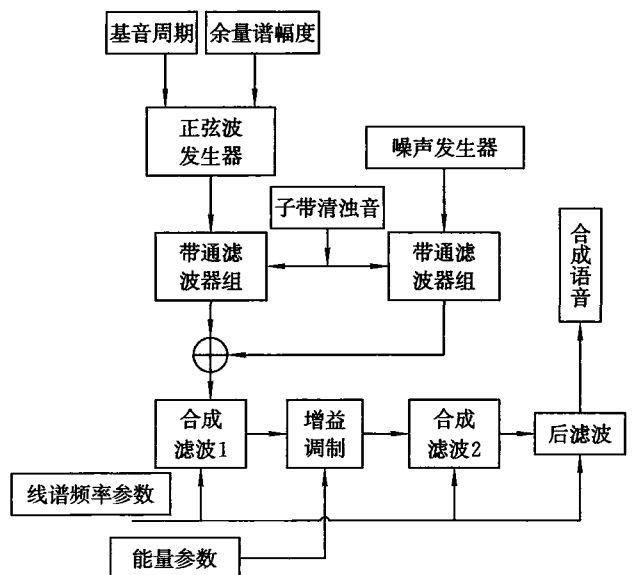 基音周期
余量谱幅度
正弦波
发生器
噪声发生器
子带清浊音
带通滤
波器组
带通滤
波器组
合成语音
合成
滤波1
增益
调制
合成
滤波2
后滤波
线谱频率参数
能量参数